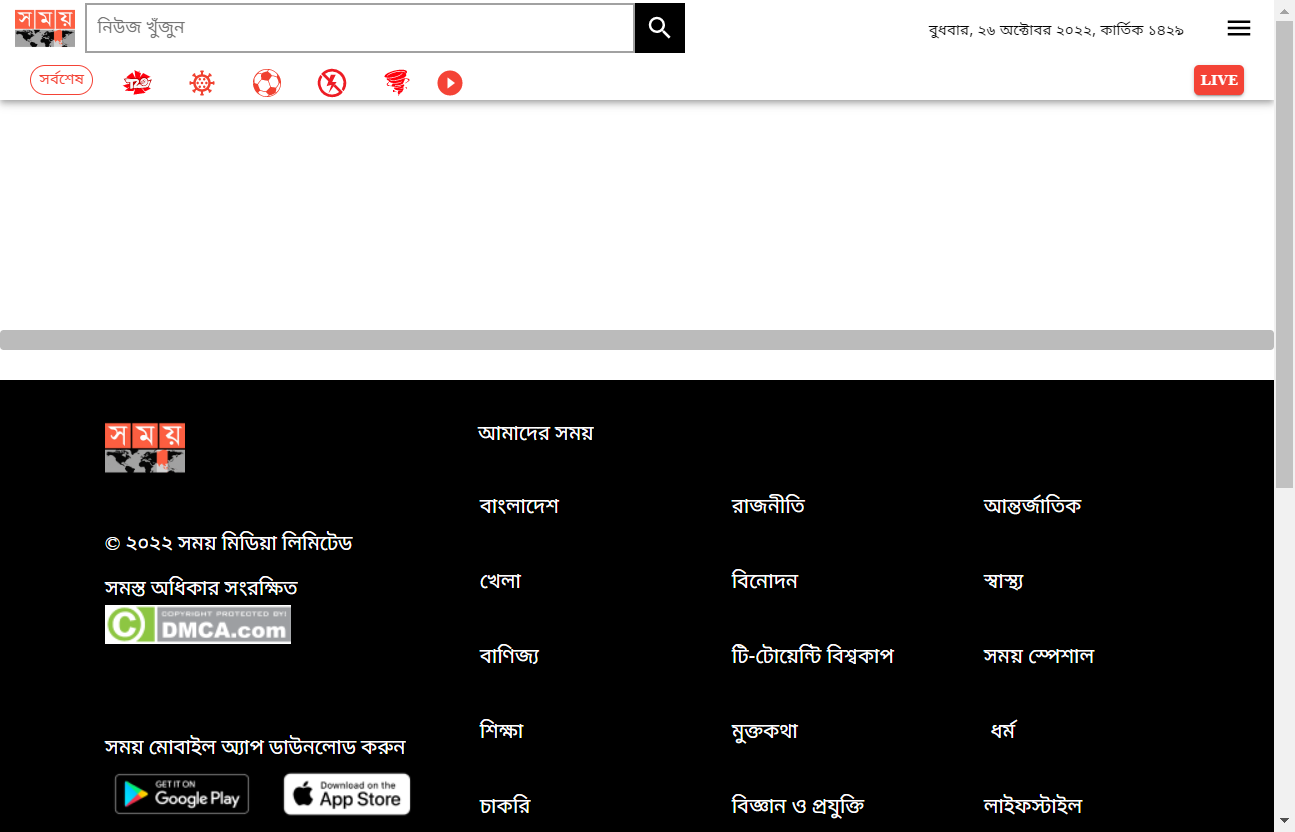 সময়
নিউজ খুঁজুন
বুধবার, ২৬ অক্টোবর ২০২২, কার্তিক ১৪২৯
সর্বশেষ
T20
LIVE
সময়
আমাদের সময়
বাংলাদেশ রাজনীতি আন্তর্জাতিক
© ২০২২ সময় মিডিয়া লিমিটেড
খেলা বিনোদন স্বাস্থ্য
সমস্ত অধিকার সংরক্ষিত
COPYRIGHT PROTECTED BY:
DMCA.com
বাণিজ্য টি-টোয়েন্টি বিশ্বকাপ সময় স্পেশাল
শিক্ষা মুক্তকথা ধর্ম
সময় মোবাইল অ্যাপ ডাউনলোড করুন
GET IT ON
Google Play
Download on the
App Store
চাকরি বিজ্ঞান ও প্রযুক্তি লাইফস্টাইল